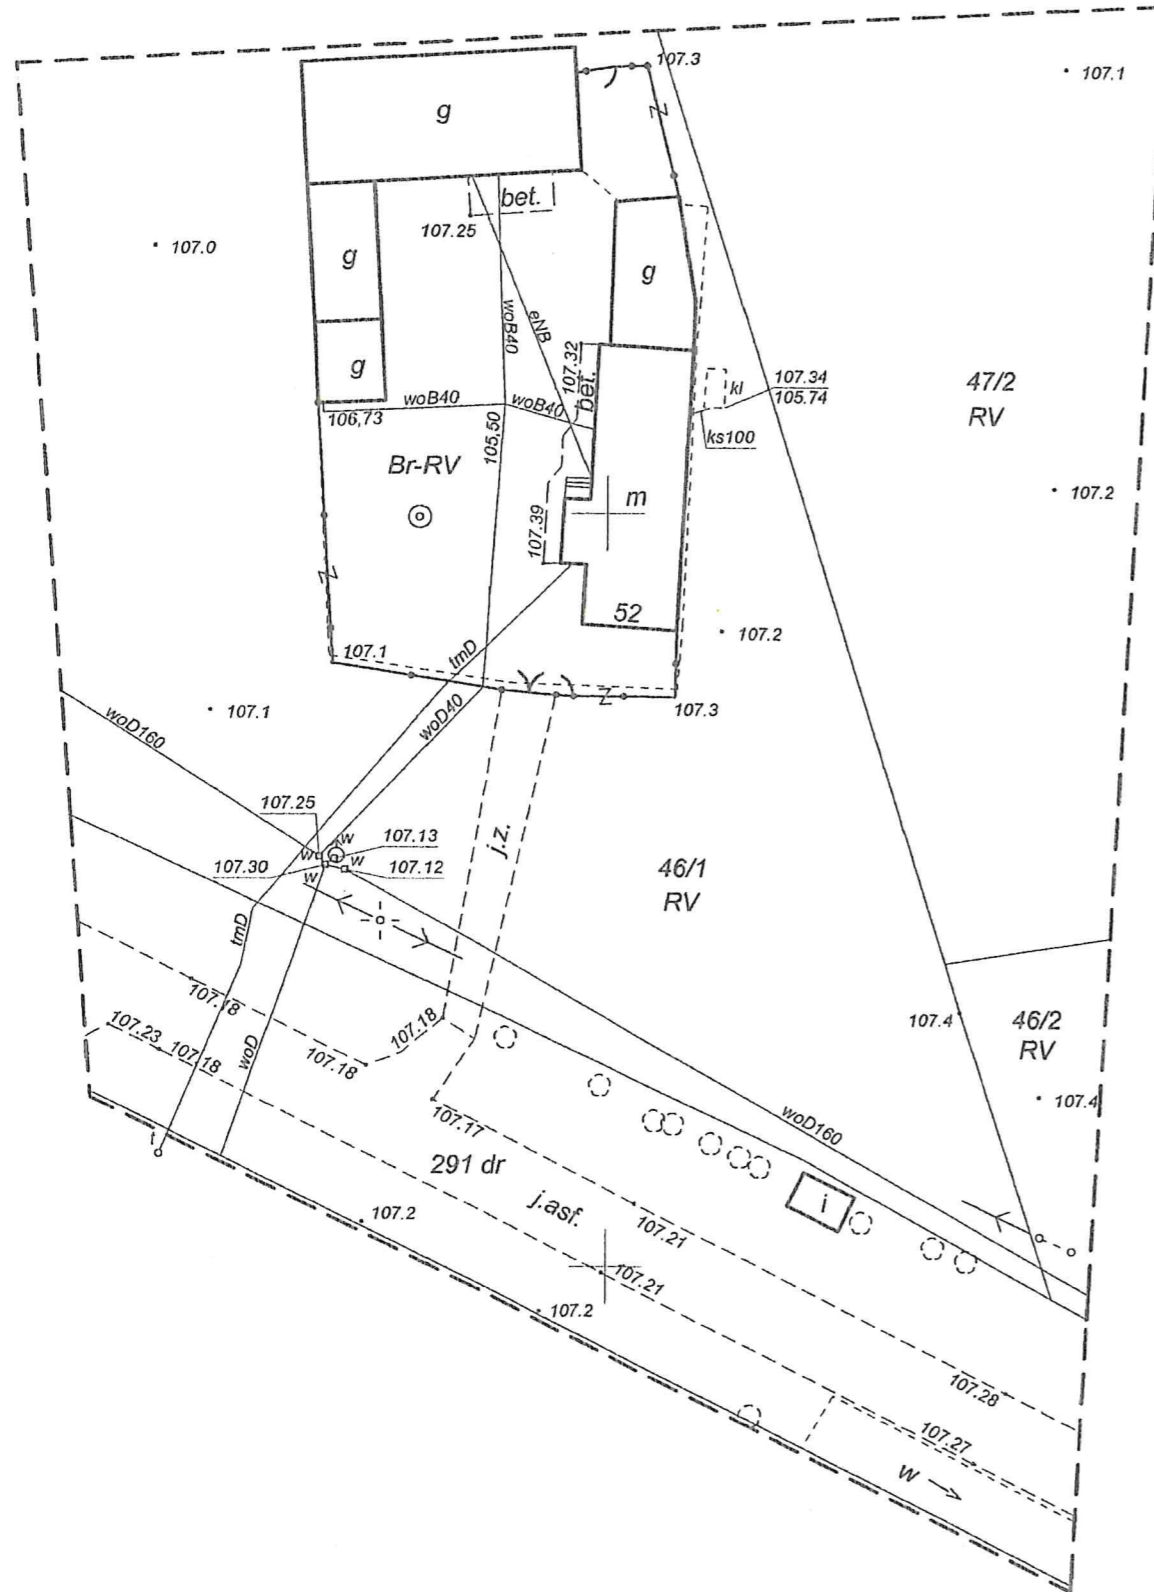 107.3
107.1
g
bet.
107.25
107.0
g
g
woB40
eNB
g
107.32
bet.
kl
107.34
105.74
47/2
RV
g
woB40
woB40
106,73
105,50
ks100
Br-RV
m
107.2
107.39
52
107.2
107.1
tmD
107.3
107.1
woD160
woD40
107.25
w
w
107.13
107.30
w
w
107.12
j.z.
46/1
RV
tmD
107.18
107.18
107.4
46/2
RV
107.23
107.18
woD
107.18
107.4
107.17
t
woD160
291 dr
i
j.asf.
107.2
107.21
107.21
107.2
107.28
107.27
w